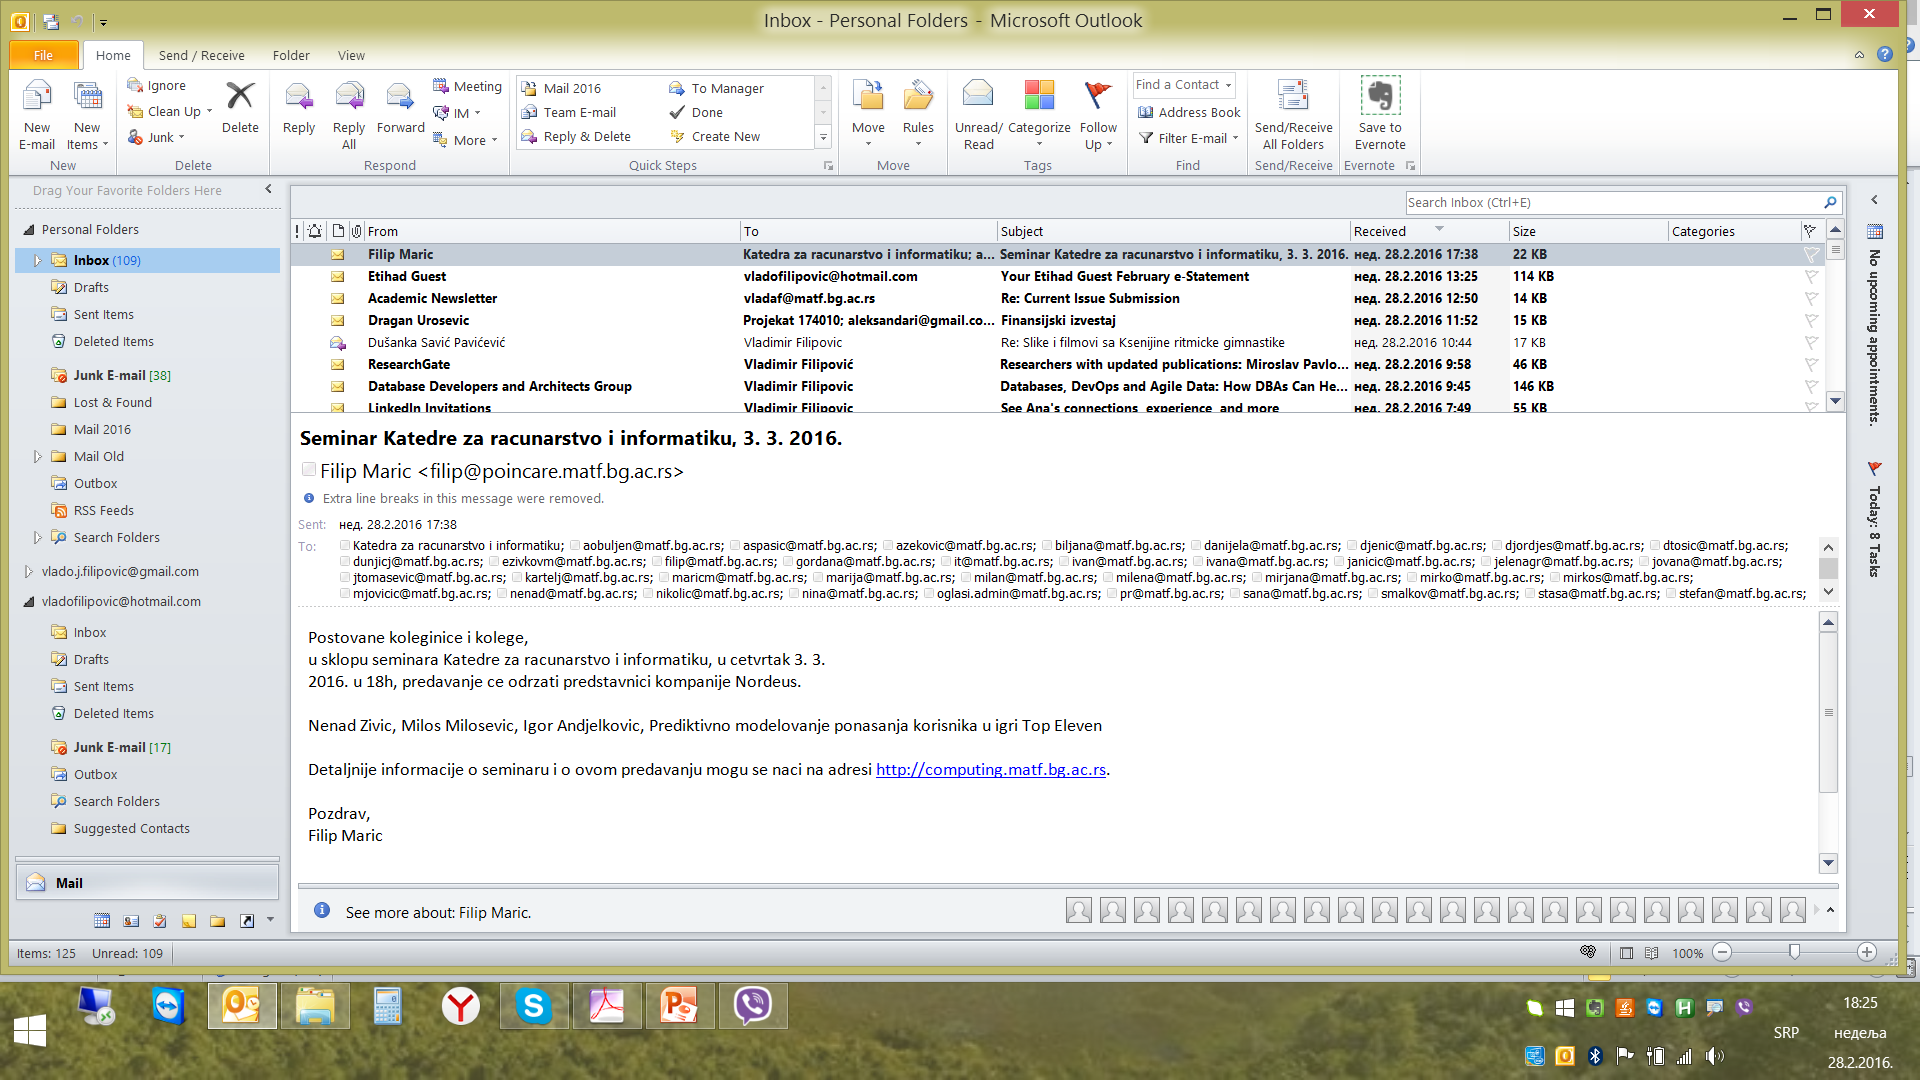 Inbox - Personal Folders - Microsoft Outlook
File Home Send / Receive Folder View
New E-mail
New Items
New
Ignore
Clean Up
Junk
Delete
Delete
Reply
Reply All
Forward
Meeting
IM
More
Respond
Mail 2016
Team E-mail
Reply & Delete
To Manager
Done
Create New
Quick Steps
Move
Rules
Move
Unread/ Read
Categorize
Follow Up
Tags
Find a Contact
Address Book
Filter E-mail
Find
Send/Receive All Folders
Send/Receive
Save to Evernote
Evernote
Drag Your Favorite Folders Here
Personal Folders
Inbox (109)
Drafts
Sent Items
Deleted Items
Junk E-mail [38]
Lost & Found
Mail 2016
Mail Old
Outbox
RSS Feeds
Search Folders
vlado.j.filipovic@gmail.com
vladofilipovic@hotmail.com
Inbox
Drafts
Sent Items
Deleted Items
Junk E-mail [17]
Outbox
Search Folders
Suggested Contacts
Mail
Search Inbox (Ctrl+E)
From To Subject Received Size Categories
Filip Maric Katedra za racunarstvo i informatiku; a... Seminar Katedre za racunarstvo i informatiku, 3. 3. 2016. нед. 28.2.2016 17:38 22 KB
Etihad Guest vladofilipovic@hotmail.com Your Etihad Guest February e-Statement нед. 28.2.2016 13:25 114 KB
Academic Newsletter vladaf@matf.bg.ac.rs Re: Current Issue Submission нед. 28.2.2016 12:50 14 KB
Dragan Urosevic Projekat 174010; aleksandari@gmail.co... Finansijski izvestaj нед. 28.2.2016 11:52 15 KB
Dušanka Savić Pavićević Vladimir Filipovic Re: Slike i filmovi sa Ksenijine ritmicke gimnastike нед. 28.2.2016 10:44 17 KB
ResearchGate Vladimir Filipović Researchers with updated publications: Miroslav Pavlo... нед. 28.2.2016 9:58 46 KB
Database Developers and Architects Group Vladimir Filipovic Databases, DevOps and Agile Data: How DBAs Can He... нед. 28.2.2016 9:45 146 KB
LinkedIn Invitations Vladimir Filipovic See Ana's connections, experience, and more нед. 28.2.2016 7:49 55 KB
Seminar Katedre za racunarstvo i informatiku, 3. 3. 2016.
Filip Maric <filip@poincare.matf.bg.ac.rs>
Extra line breaks in this message were removed.
Sent: нед. 28.2.2016 17:38
To: Katedra za racunarstvo i informatiku; aobuljen@matf.bg.ac.rs; aspasic@matf.bg.ac.rs; azekovic@matf.bg.ac.rs; biljana@matf.bg.ac.rs; danijela@matf.bg.ac.rs; djenic@matf.bg.ac.rs; djordjes@matf.bg.ac.rs; dtosic@matf.bg.ac.rs;
dunjicj@matf.bg.ac.rs; ezivkovm@matf.bg.ac.rs; filip@matf.bg.ac.rs; gordana@matf.bg.ac.rs; it@matf.bg.ac.rs; ivan@matf.bg.ac.rs; ivana@matf.bg.ac.rs; janicic@matf.bg.ac.rs; jelenagr@matf.bg.ac.rs; jovana@matf.bg.ac.rs;
jtomasevic@matf.bg.ac.rs; kartelj@matf.bg.ac.rs; maricm@matf.bg.ac.rs; marija@matf.bg.ac.rs; milan@matf.bg.ac.rs; milena@matf.bg.ac.rs; mirjana@matf.bg.ac.rs; mirko@matf.bg.ac.rs; mirkos@matf.bg.ac.rs;
mjovicic@matf.bg.ac.rs; nenad@matf.bg.ac.rs; nikolic@matf.bg.ac.rs; nina@matf.bg.ac.rs; oglasi.admin@matf.bg.ac.rs; pr@matf.bg.ac.rs; sana@matf.bg.ac.rs; smalkov@matf.bg.ac.rs; stasa@matf.bg.ac.rs; stefan@matf.bg.ac.rs;
Postovane koleginice i kolege,
u sklopu seminara Katedre za racunarstvo i informatiku, u cetvrtak 3. 3.
2016. u 18h, predavanje ce odrzati predstavnici kompanije Nordeus.
Nenad Zivic, Milos Milosevic, Igor Andjelkovic, Prediktivno modelovanje ponasanja korisnika u igri Top Eleven
Detaljnije informacije o seminaru i o ovom predavanju mogu se naci na adresi http://computing.matf.bg.ac.rs.
Pozdrav,
Filip Maric
See more about: Filip Maric.
No upcoming appointments.
Today: 8 Tasks
Items: 125 Unread: 109
100%
SRP
18:25
недеља
28.2.2016.